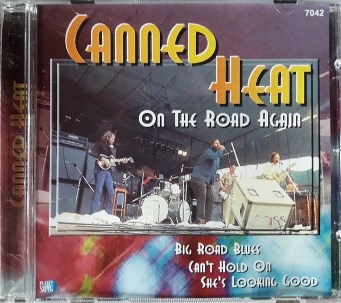 CANNED
HEAT
7042
ON THE ROAD AGAIN
BIG ROAD BLUES
CAN'T HOLD ON
SHE'S LOOKING GOOD
CANNED HEAT